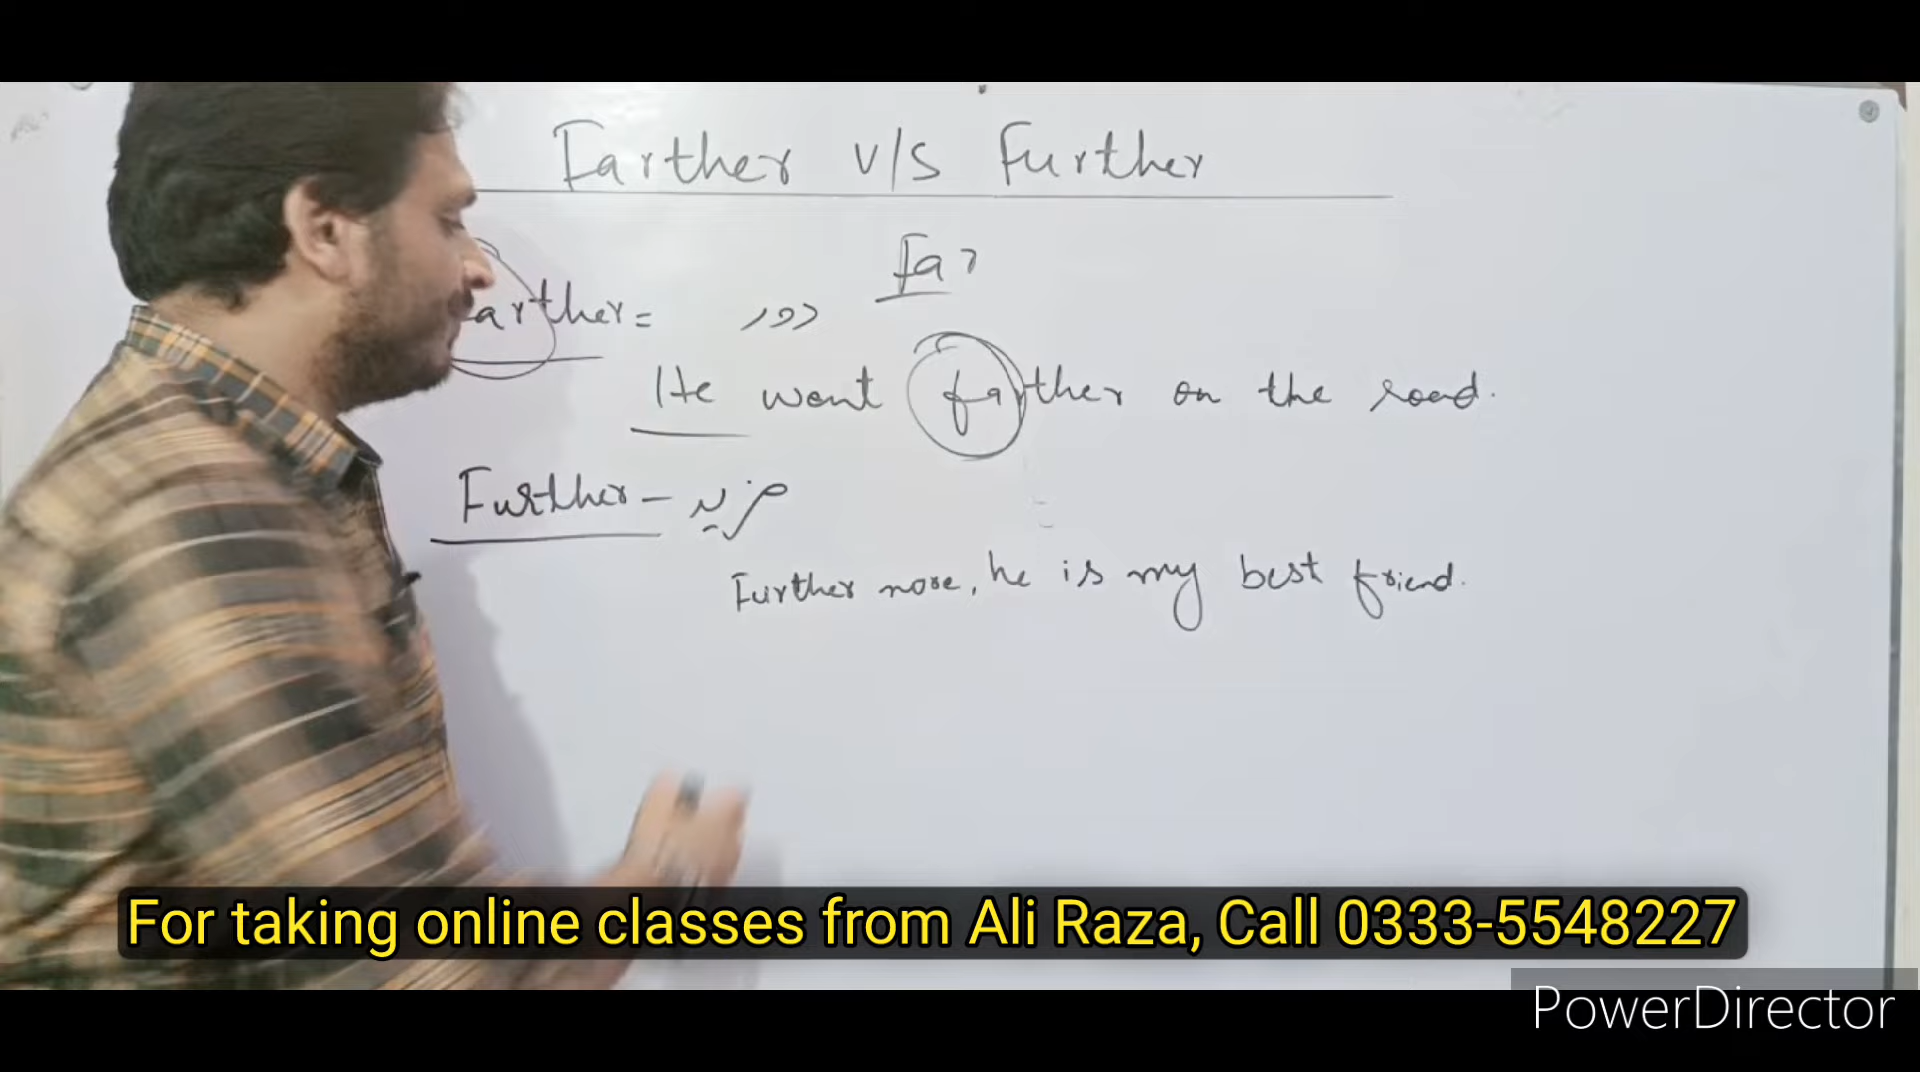 Farther v/s Further
Far
Farther = دور
He went farther on the road.
Further - مزید
Further more, he is my best friend.
For taking online classes from Ali Raza, Call 0333-5548227
PowerDirector